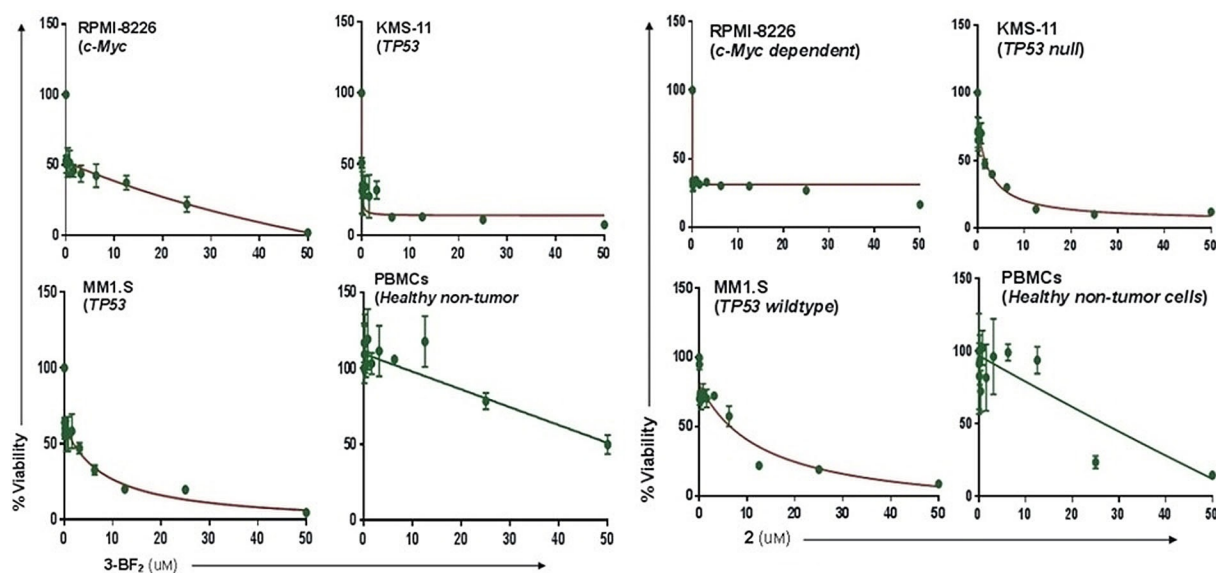 RPMI-8226
(c-Myc
150
100
50
0
0 10 20 30 40 50
KMS-11
(TP53
150
100
50
0
0 10 20 30 40 50
MM1.S
(TP53
150
100
50
0
0 10 20 30 40 50
PBMCs
(Healthy non-tumor
150
100
50
0
0 10 20 30 40 50
% Viability
3-BF₂ (uM)
RPMI-8226
(c-Myc dependent)
150
100
50
0
0 10 20 30 40 50
KMS-11
(TP53 null)
150
100
50
0
0 10 20 30 40 50
MM1.S
(TP53 wildtype)
150
100
50
0
0 10 20 30 40 50
PBMCs
(Healthy non-tumor cells)
150
100
50
0
0 10 20 30 40 50
% Viability
2 (uM)